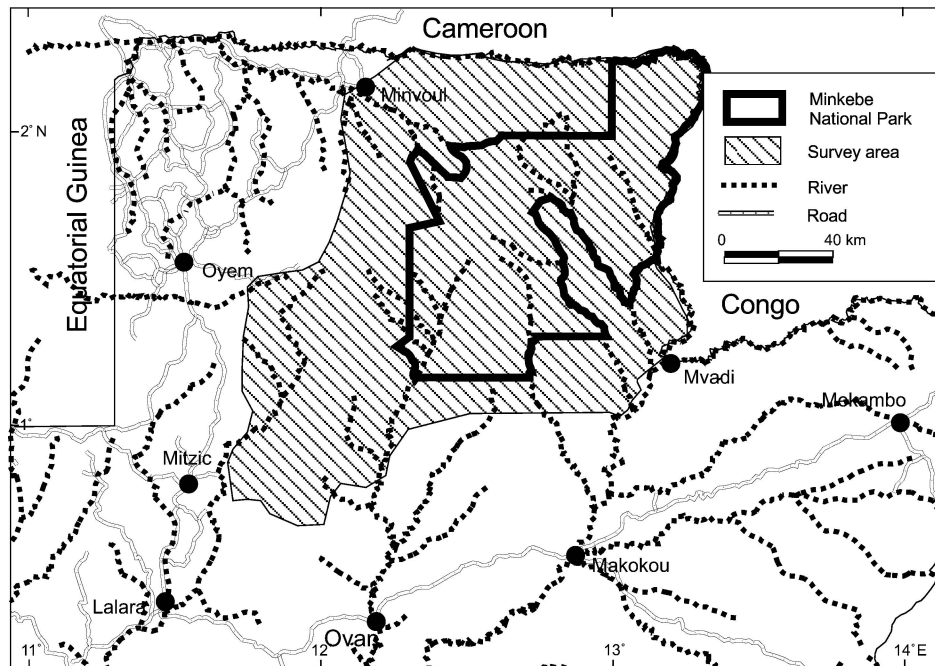 Cameroon
Minvoul
Minkebe
National Park
Survey area
River
Road
0 40 km
2° N
Equatorial Guinea
Oyem
Congo
Mvadi
Mekambo
1°
Mitzic
Makokou
Lalara
Ovan
11° 12° 13° 14°E